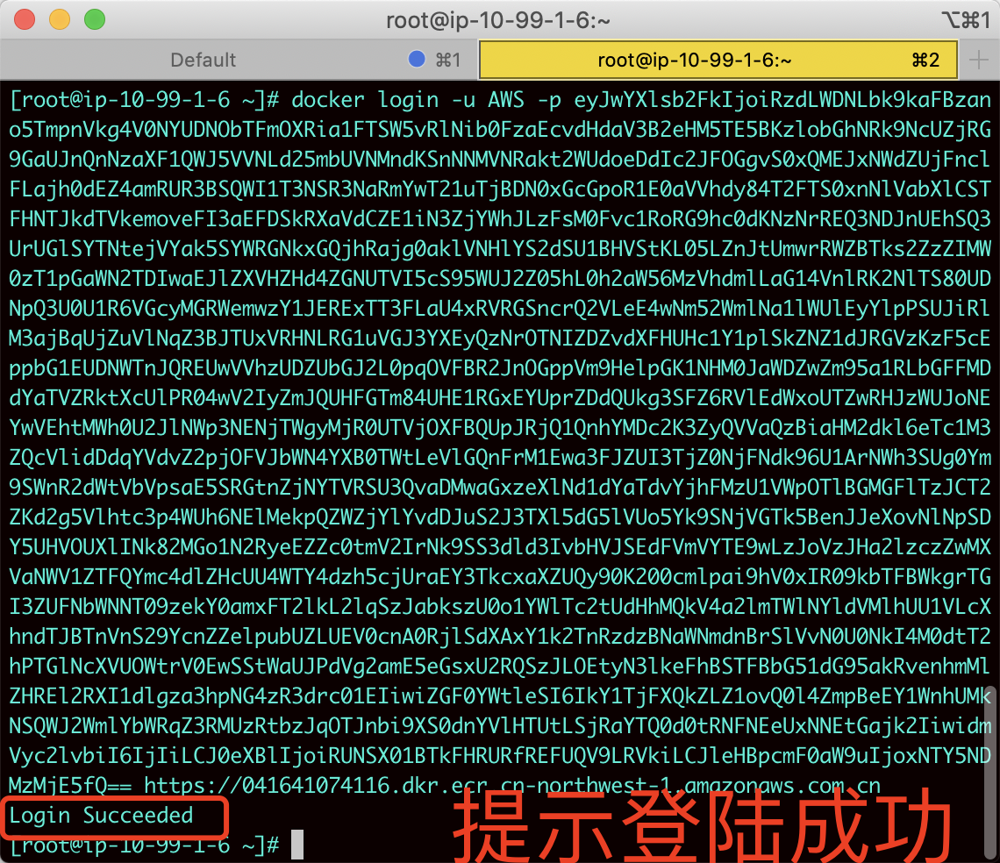 root@ip-10-99-1-6:~
⌥⌘1
Default
⌘1
root@ip-10-99-1-6:~
⌘2
[root@ip-10-99-1-6 ~]# docker login -u AWS -p eyJwYXlsb2FkIjoiRzdLWDNLbk9kaFBzan
o5TmpnVkg4V0NYUDNObTFmOXRia1FTSW5vRlNib0FzaEcvdHdaV3B2eHM5TE5BKzlobGhNRk9NcUZjRG
9GaUJnQnNzaXF1QWJ5VVNLd25mbUVNMndKSnNNMVNRakt2WUdoeDdIc2JFOGgvS0xQMEJxNWdZUjFncl
FLajh0dEZ4amRUR3BSQWI1T3NSR3NaRmYwT21uTjBDN0xGcGpoR1E0aVVhdy84T2FTS0xnNlVabXlCST
FHNTJkdTVkemoveFI3aEFDSkRXaVdCZE1iN3ZjYWhJLzFsM0Fvc1RoRG9hc0dKNzNrREQ3NDJnUEhSQ3
UrUGlSYTNtejVYak5SYWRGNkxGQjhRajg0aklVNHlYS2dSU1BHVStKL05LZnJtUmwrRWZBTks2ZzZIMW
0zT1pGaWN2TDIwaEJlZXVHZHd4ZGNUTVI5cS95WUJ2Z05hL0h2aW56MzVhdmlLaG14VnlRK2NlTS80UD
NpQ3U0U1R6VGcyMGRWemwzY1JERExTT3FLaU4xRVRGSncrQ2VLeE4wNm52WmlNa1lWUlEyYlpPSUJiRl
M3ajBqUjZuVlNqZ3BJTUxVRHNLRG1uVGJ3YXEyQzNrOTNIZDZvdXFHUHc1Y1plSkZNZ1dJRGVzKzF5cE
ppbG1EUDNWTnJQREUwVVhzUDZUbGJ2L0pqOVFBR2JnOGppVm9HelpGK1NHM0JaWDZwZm95a1RLbGFFMD
dYaTVZRktXcUlPR04wV2IyZmJQUHFGTm84UHE1RGxEYUprZDdQUkg3SFZ6RVlEdWxoUTZwRHJzWUJoNE
YwVEhtMWh0U2JlNWp3NENjTWgyMjR0UTVjOXFBQUpJRjQ1QnhYMDc2K3ZyQVVaQzBiaHM2dkl6eTc1M3
ZQcVlidDdqYVdvZ2pjOFVJbWN4YXB0TWtLeVlGQnFrM1Ewa3FJZUI3TjZ0NjFNdk96U1ArNWh3SUg0Ym
9SWnR2dWtVbVpsaE5SRGtnZjNYTVRSU3QvaDMwaGxzeXlNd1dYaTdvYjhFMzU1VWpOTlBGMGFlTzJCT2
ZKd2g5Vlhtc3p4WUh6NElMekpQZWZjYlYvdDJuS2J3TXl5dG5lVUo5Yk9SNjVGTk5BenJJeXovNlNpSD
Y5UHVOUXlINk82MGo1N2RyeEZZc0tmV2IrNk9SS3dld3IvbHVJSEdFVmVYTE9wLzJoVzJHa2lzczZwMX
VaNWV1ZTFQYmc4dlZHcUU4WTY4dzh5cjUraEY3TkcxaXZUQy90K200cmlpai9hV0xIR09kbTFBWkgrTG
I3ZUFNbWNNT09zekY0amxFT2lkL2lqSzJabkszU0o1YWlTc2tUdHhMQkV4a2lmTWlNYldVMlhUU1VLcX
hndTJBTnVnS29YcnZZelpubUZLUEV0cnA0RjlSdXAxY1k2TnRzdzBNaWNmdnBrSlVvN0U0NkI4M0dtT2
hPTGlNcXVUOWtrV0EwSStWaUJPdVg2amE5eGsxU2RQSzJLOEtyN3lkeFhBSTFBbG51dG95akRvenhmMl
ZHREl2RXI1dlgza3hpNG4zR3drc01EIiwiZGF0YWtleSI6IkY1TjFXQkZLZ1ovQ0l4ZmpBeEY1WnhUMk
NSQWJ2WmlYbWRqZ3RMUzRtbzJqOTJnbi9XS0dnYVlHTUtLSjRaYTQ0d0tRNFNEeUxNNEtGajk2Iiwidm
Vyc2lvbiI6IjIiLCJ0eXBlIjoiRUNSX01BTkFHRURfREFUQV9LRVkiLCJleHBpcmF0aW9uIjoxNTY5ND
MzMjE5fQ== https://041641074116.dkr.ecr.cn-northwest-1.amazonaws.com.cn
Login Succeeded
提示登陆成功
[root@ip-10-99-1-6 ~]#